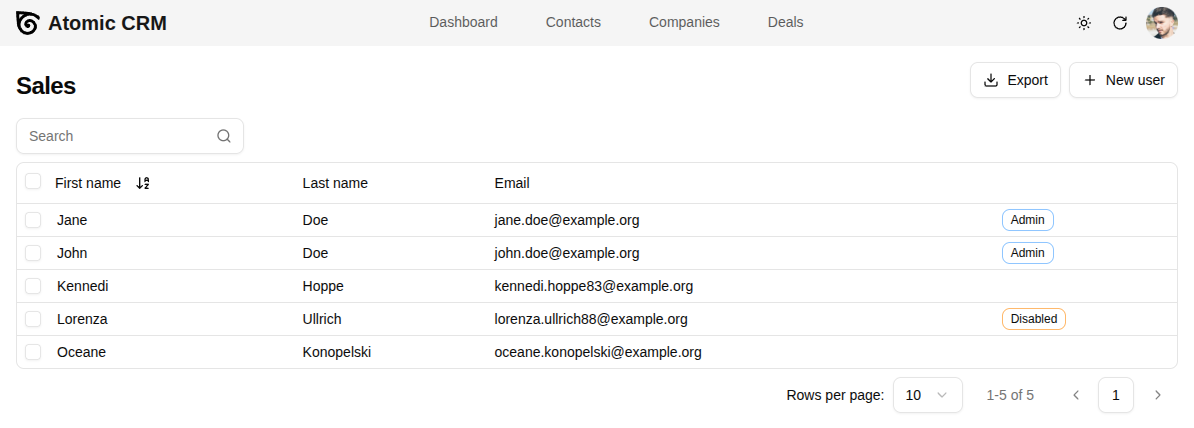 Atomic CRM Dashboard Contacts Companies Deals
Sales
Export New user
Search
First name Last name Email
Jane Doe jane.doe@example.org Admin
John Doe john.doe@example.org Admin
Kennedi Hoppe kennedi.hoppe83@example.org
Lorenza Ullrich lorenza.ullrich88@example.org Disabled
Oceane Konopelski oceane.konopelski@example.org
Rows per page: 10 1-5 of 5 1